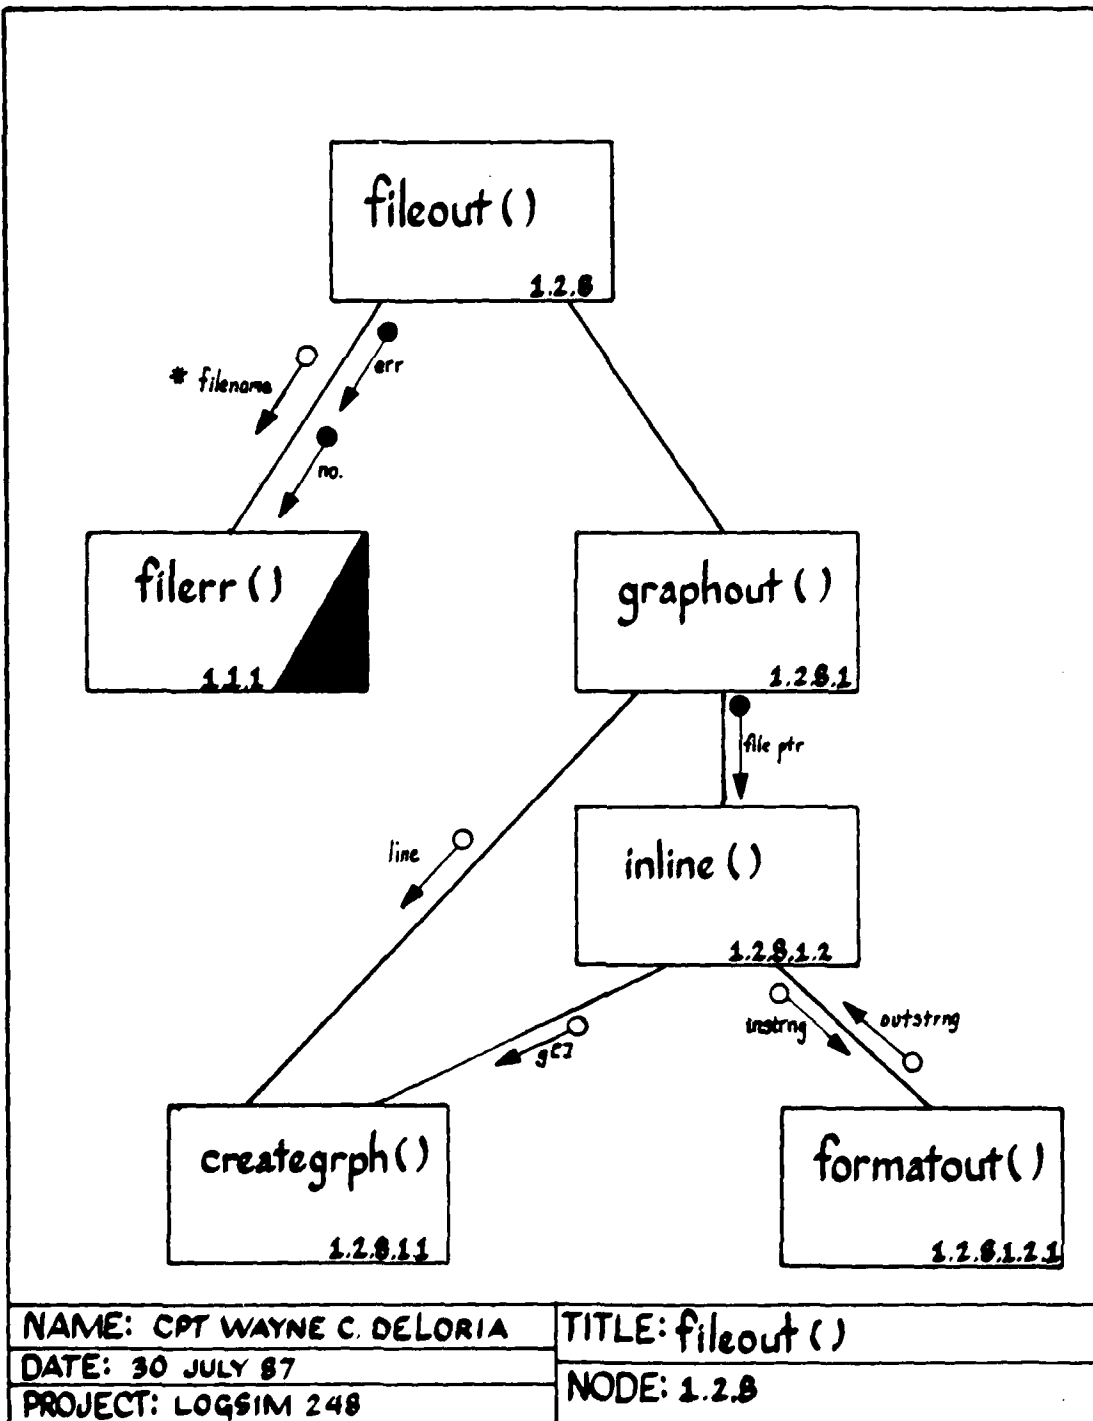 fileout ( )
1.2.8
* filename
err
no.
filerr ( )
1.1.1
graphout ( )
1.2.8.1
file ptr
line
inline ( )
1.2.8.1.2
g[]
instrng
outstrng
creategrph ( )
1.2.8.1.1
formatout ( )
1.2.8.1.2.1
NAME: CPT WAYNE C. DELORIA
DATE: 30 JULY 87
PROJECT: LOGSIM 248
TITLE: fileout ( )
NODE: 1.2.8